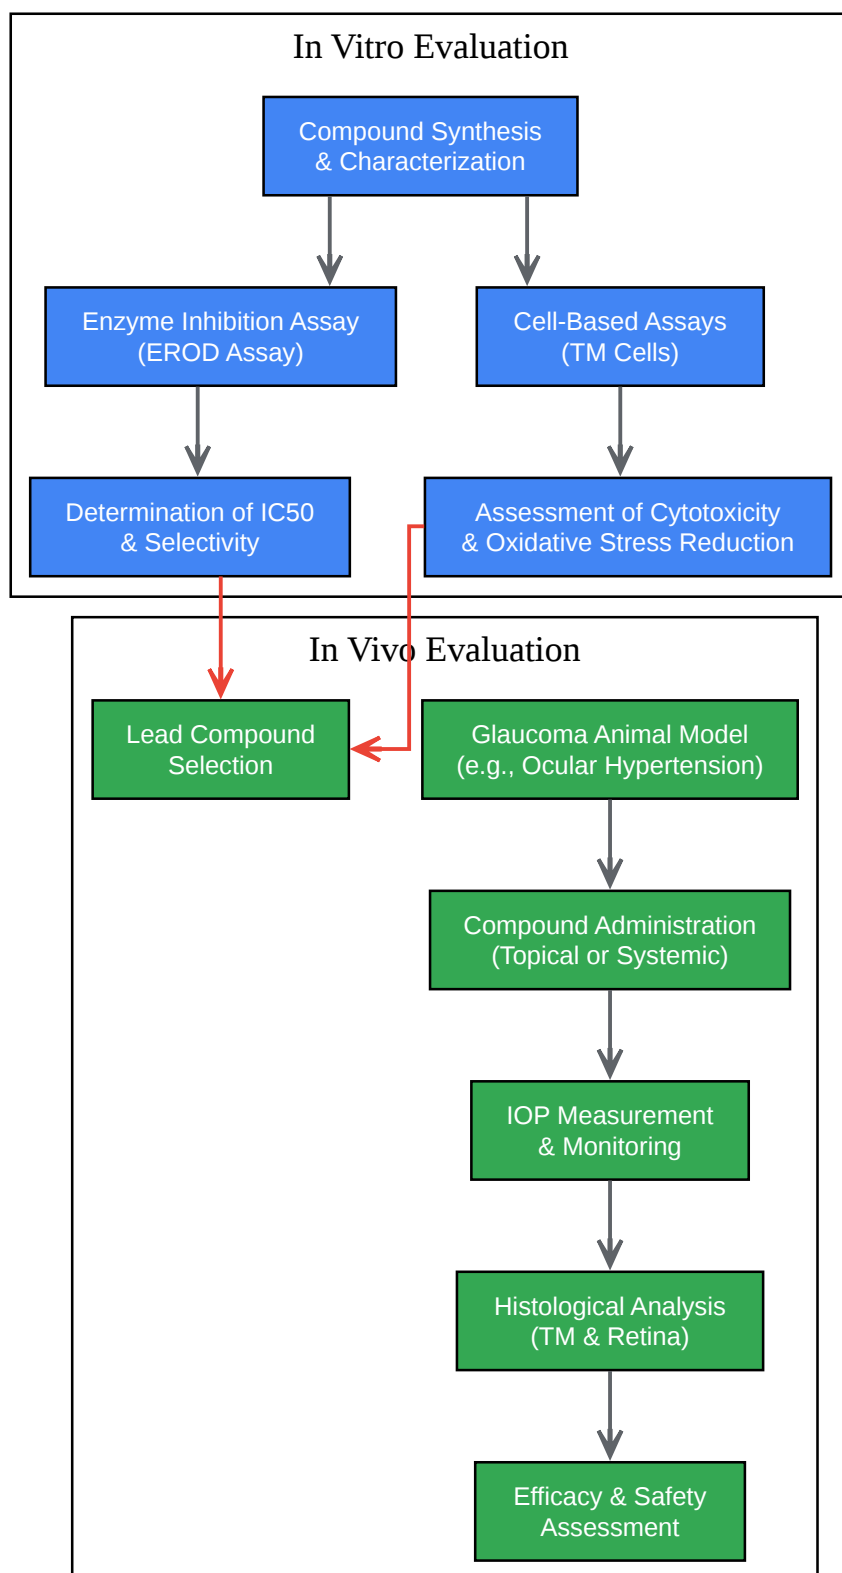 In Vitro Evaluation
Compound Synthesis
& Characterization
Enzyme Inhibition Assay
(EROD Assay)
Cell-Based Assays
(TM Cells)
Determination of IC50
& Selectivity
Assessment of Cytotoxicity
& Oxidative Stress Reduction
In Vivo Evaluation
Lead Compound
Selection
Glaucoma Animal Model
(e.g., Ocular Hypertension)
Compound Administration
(Topical or Systemic)
IOP Measurement
& Monitoring
Histological Analysis
(TM & Retina)
Efficacy & Safety
Assessment